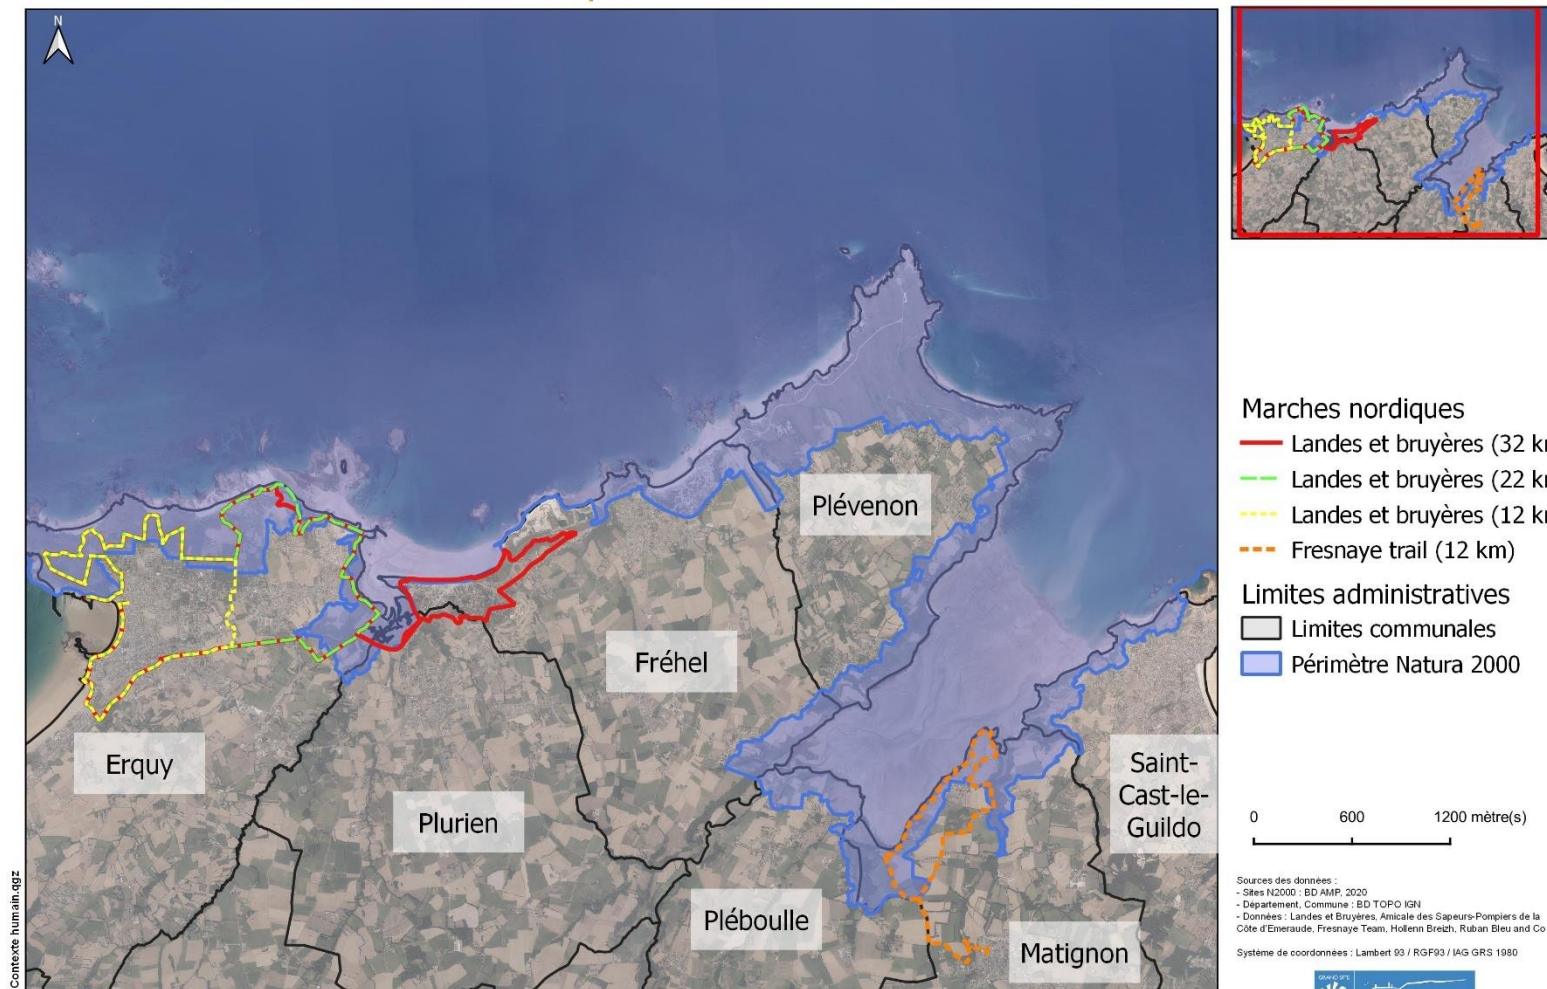 N
Plévenon
Fréhel
Erquy
Plurien
Saint-
Cast-le-
Guildo
Pléboulle
Matignon
Contexte humain.qgz
Marches nordiques
Landes et bruyères (32 k
Landes et bruyères (22 k
Landes et bruyères (12 k
Fresnaye trail (12 km)
Limites administratives
Limites communales
Périmètre Natura 2000
0 600 1200 mètre(s)
Sources des données :
- Sites N2000 : BD AMP, 2020
- Département, Commune : BD TOPO IGN
- Données : Landes et Bruyères, Amicale des Sapeurs-Pompiers de la
Côte d'Emeraude, Fresnaye Team, Hollenn Breizh, Ruban Bleu and Co
Système de coordonnées : Lambert 93 / RGF93 / IAG GRS 1980
GRAND SITE